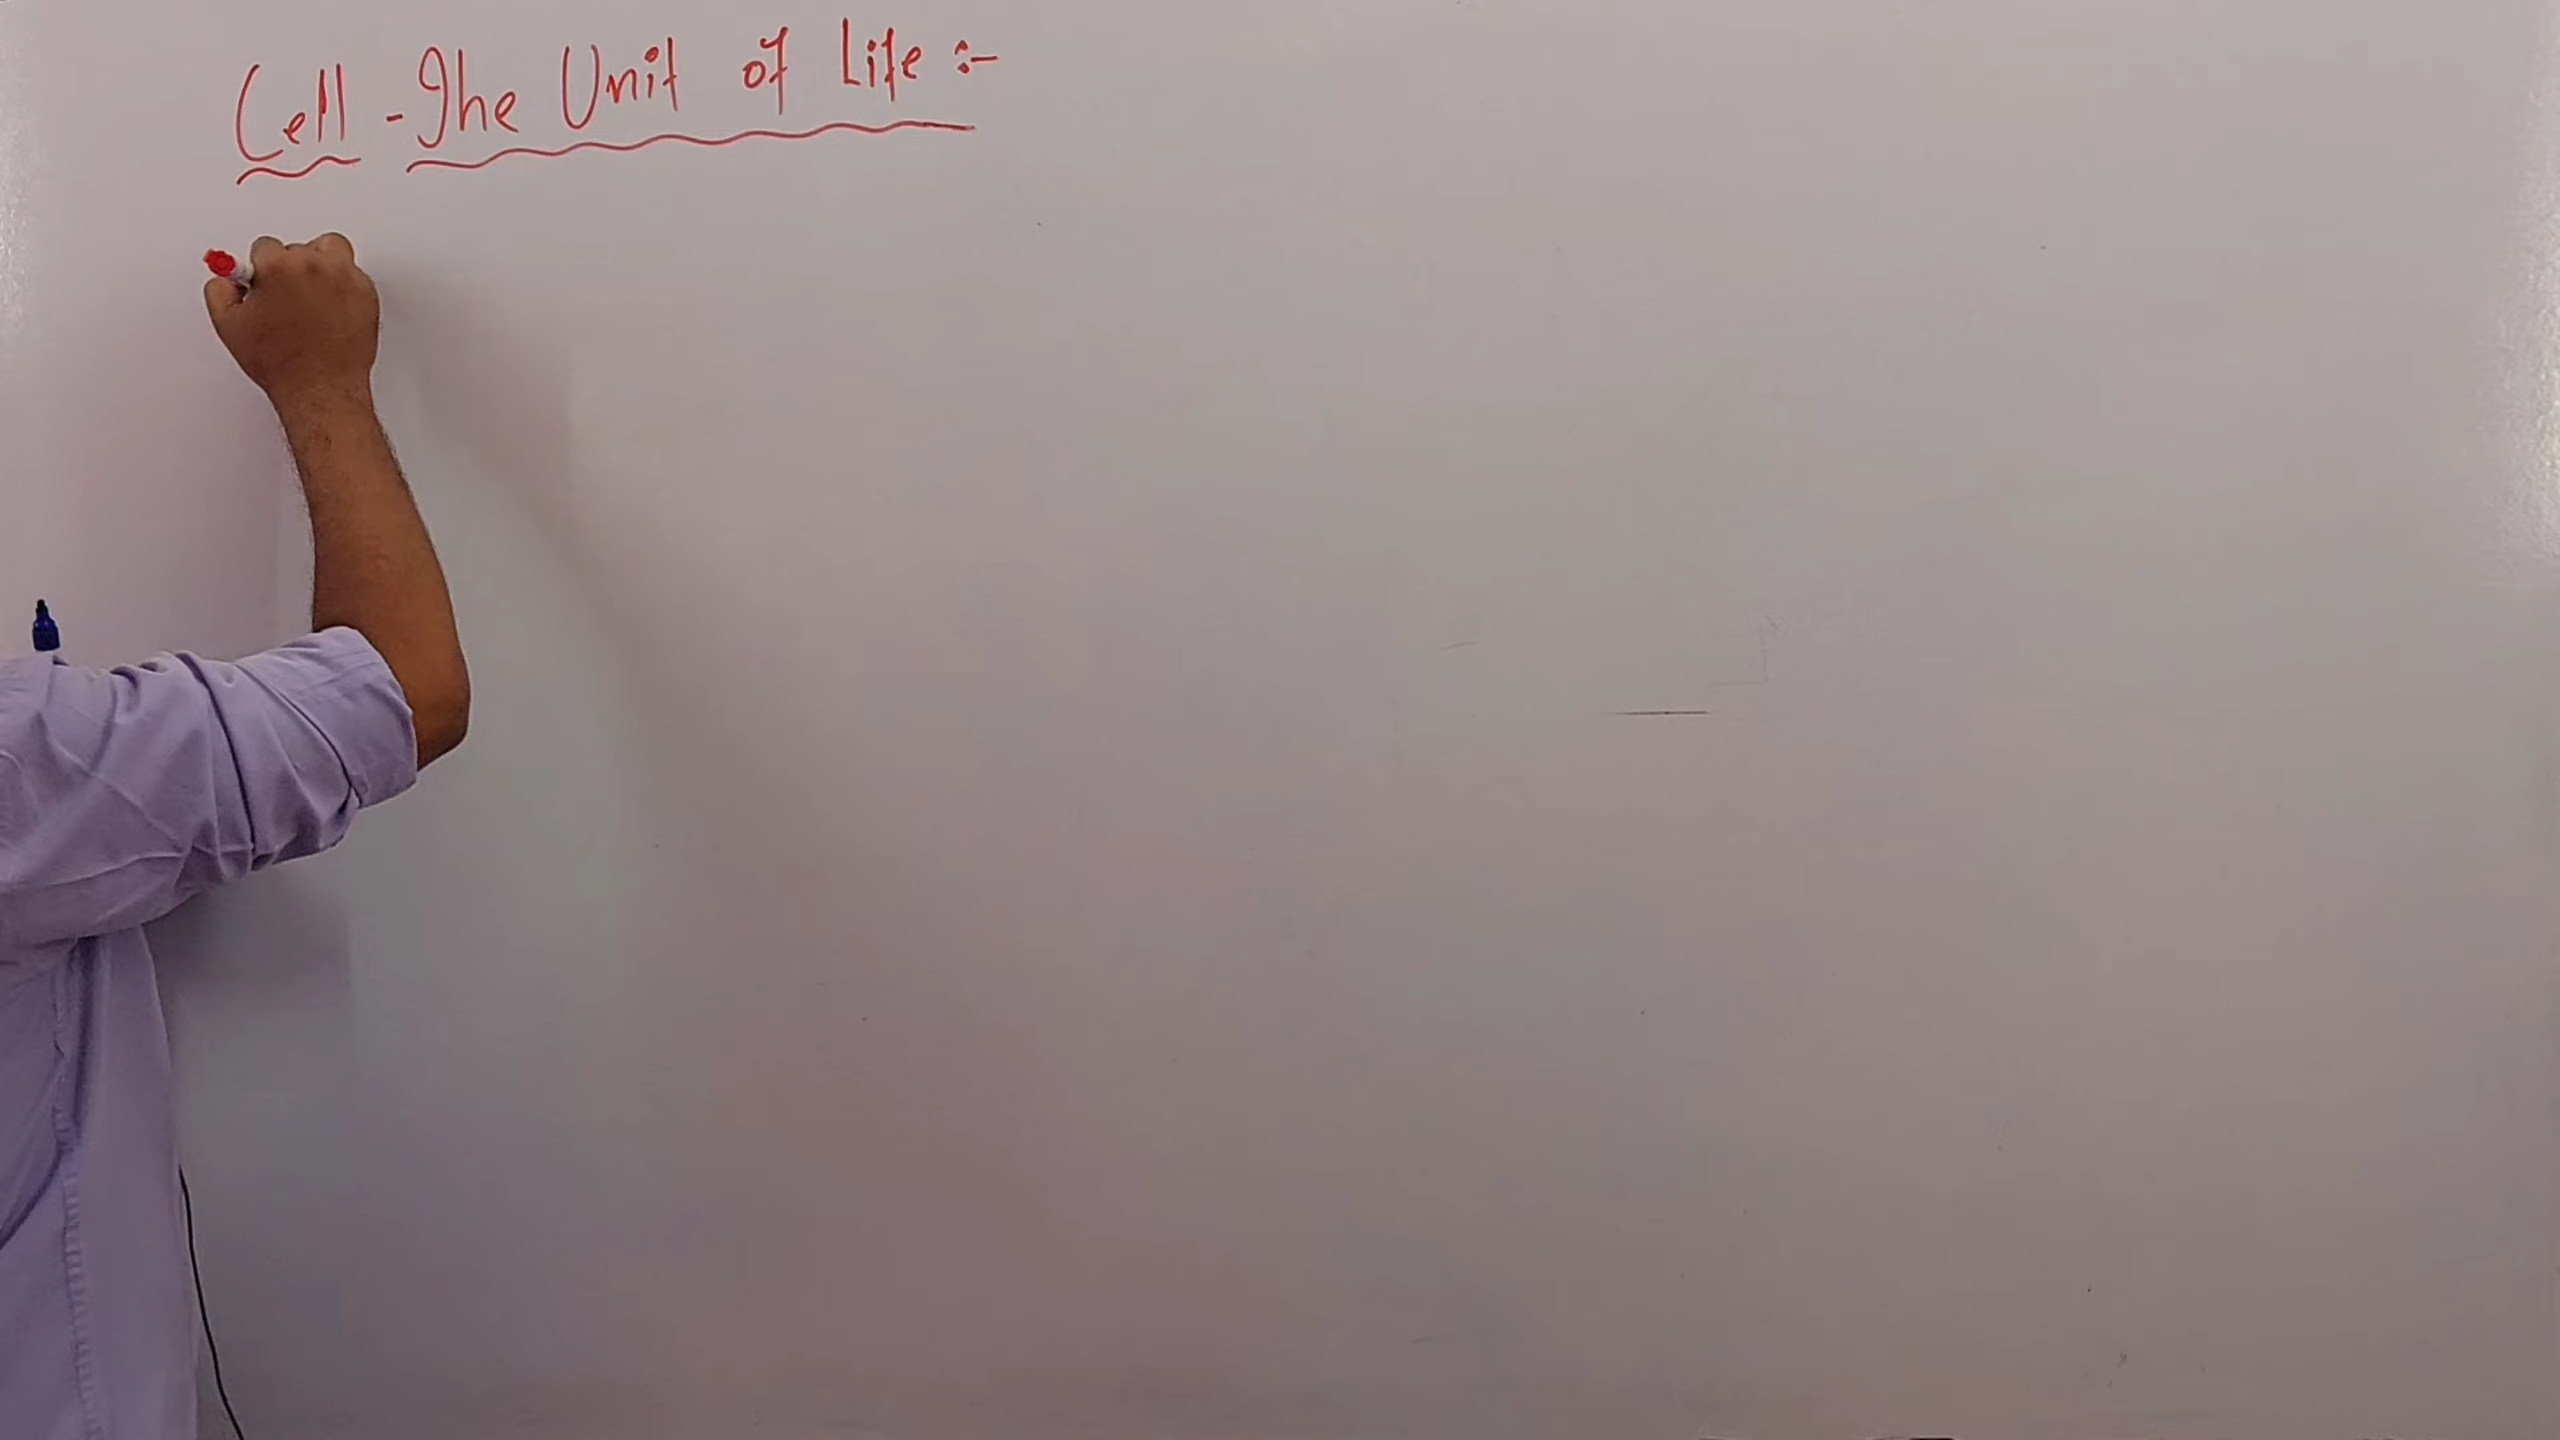 Cell - The Unit of Life :-